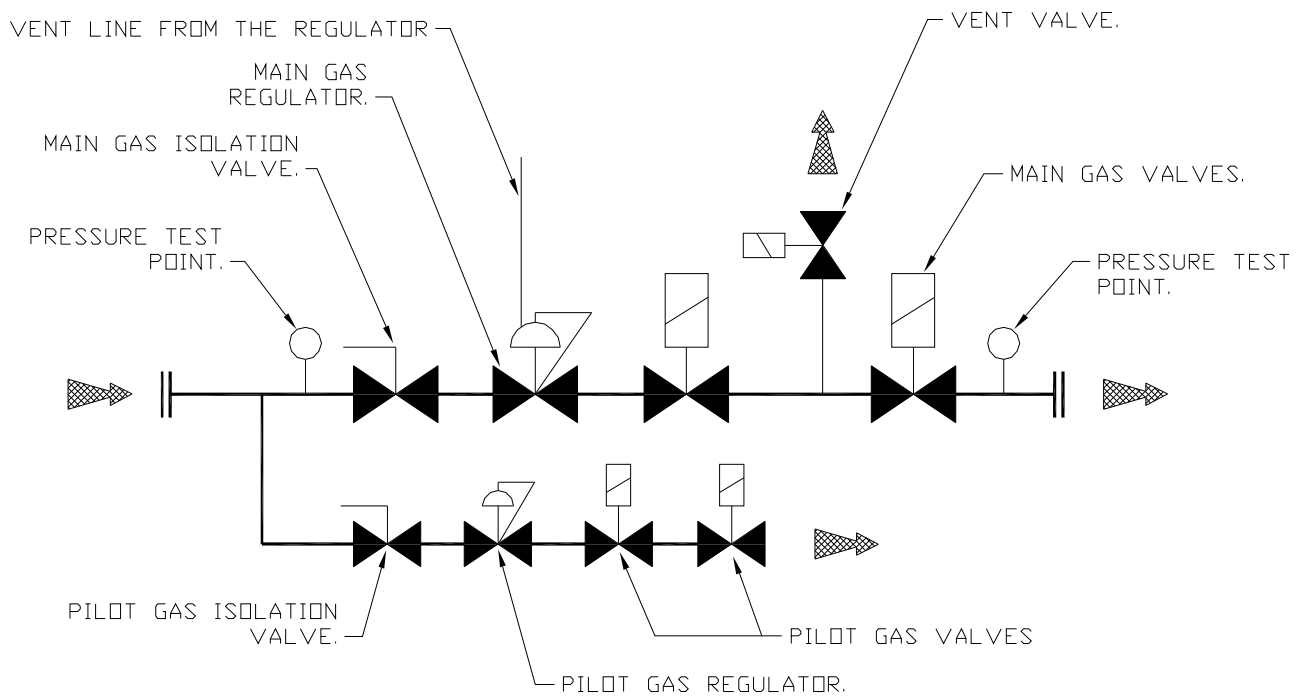 VENT LINE FROM THE REGULATOR
VENT VALVE.
MAIN GAS
REGULATOR.
MAIN GAS ISOLATION
VALVE.
MAIN GAS VALVES.
PRESSURE TEST
POINT.
PRESSURE TEST
POINT.
PILOT GAS ISOLATION
VALVE.
PILOT GAS VALVES
PILOT GAS REGULATOR.